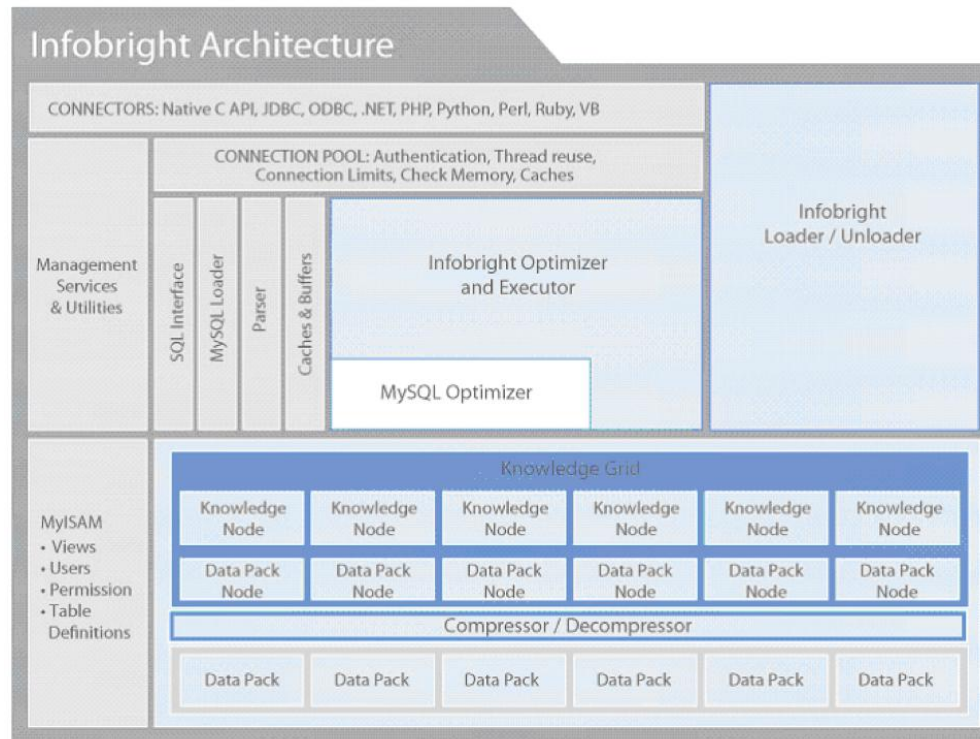 Infobright Architecture
CONNECTORS: Native C API, JDBC, ODBC, .NET, PHP, Python, Perl, Ruby, VB
CONNECTION POOL: Authentication, Thread reuse,
Connection Limits, Check Memory, Caches
Management
Services
& Utilities
SQL Interface
MySQL Loader
Parser
Caches & Buffers
Infobright Optimizer
and Executor
MySQL Optimizer
Infobright
Loader / Unloader
MyISAM
• Views
• Users
• Permission
• Table
Definitions
Knowledge Grid
Knowledge
Node
Knowledge
Node
Knowledge
Node
Knowledge
Node
Knowledge
Node
Knowledge
Node
Data Pack
Node
Data Pack
Node
Data Pack
Node
Data Pack
Node
Data Pack
Node
Data Pack
Node
Compressor / Decompressor
Data Pack
Data Pack
Data Pack
Data Pack
Data Pack
Data Pack